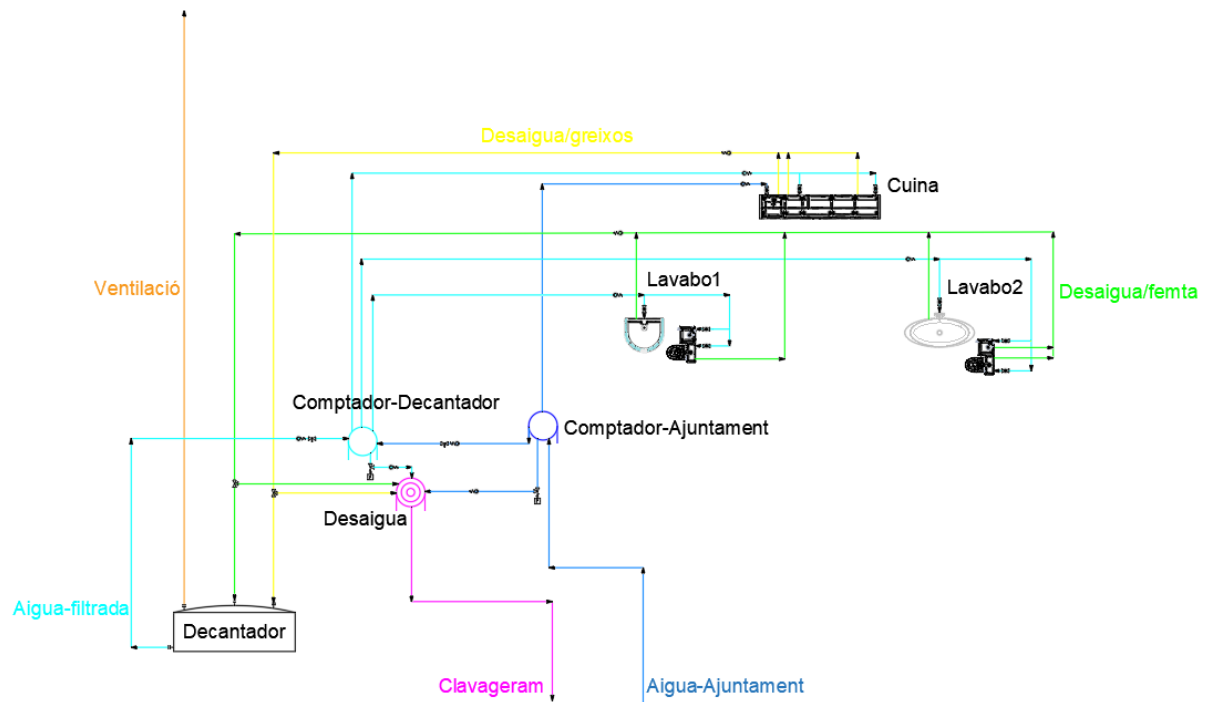 Desaigua/greixos
Cuina
Ventilació
Lavabo1
Lavabo2
Desaigua/femta
Comptador-Decantador
Comptador-Ajuntament
Desaigua
Aigua-filtrada
Decantador
Clavageram
Aigua-Ajuntament